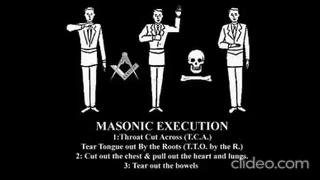 MASONIC EXECUTION
1:Throat Cut Across (T.C.A.)
Tear Tongue out By the Roots (T.T.O. by the R.)
2: Cut out the chest & pull out the heart and lungs.
3: Tear out the bowels
clideo.com